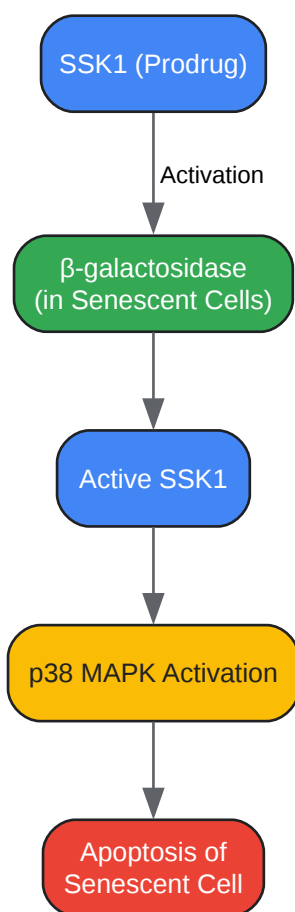 SSK1 (Prodrug)
Activation
β-galactosidase
(in Senescent Cells)
Active SSK1
p38 MAPK Activation
Apoptosis of
Senescent Cell